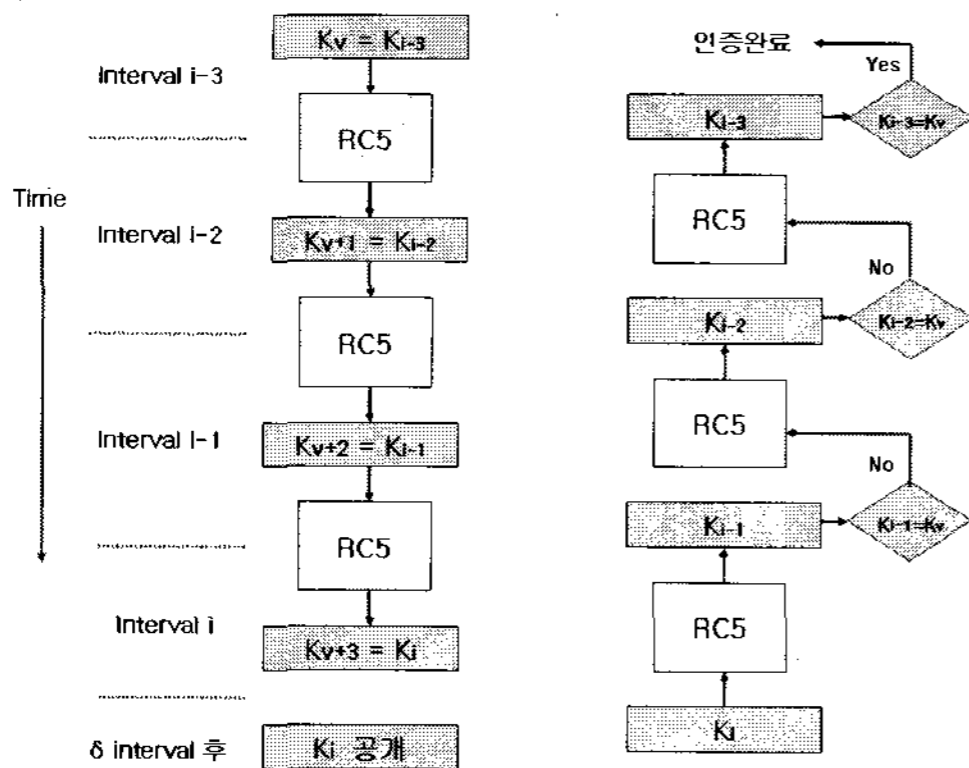 Kv = Ki-3
Interval i-3
RC5
Time
Interval i-2
Kv+1 = Ki-2
RC5
Interval i-1
Kv+2 = Ki-1
RC5
Interval i
Kv+3 = Ki
δ interval 후
Ki 공개
인증완료
Yes
Ki-3
Ki-3=Kv
RC5
No
Ki-2
Ki-2=Kv
RC5
No
Ki-1
Ki-1=Kv
RC5
Ki